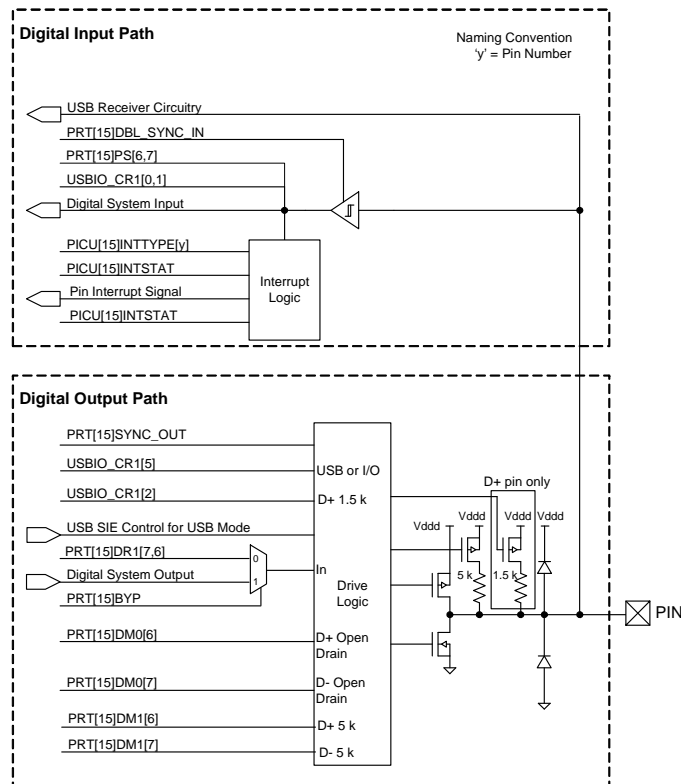 Digital Input Path
Naming Convention
‘y’ = Pin Number
USB Receiver Circuitry
PRT[15]DBL_SYNC_IN
PRT[15]PS[6,7]
USBIO_CR1[0,1]
Digital System Input
PICU[15]INTTYPE[y]
PICU[15]INTSTAT
Pin Interrupt Signal
PICU[15]INTSTAT
Interrupt
Logic
Digital Output Path
PRT[15]SYNC_OUT
USBIO_CR1[5]
USB or I/O
USBIO_CR1[2]
D+ 1.5 k
D+ pin only
USB SIE Control for USB Mode
Vddd
Vddd
Vddd
Vddd
PRT[15]DR1[7,6]
0
Digital System Output
1
In
PRT[15]BYP
Drive
Logic
5 k
1.5 k
PIN
PRT[15]DM0[6]
D+ Open
Drain
PRT[15]DM0[7]
D- Open
Drain
PRT[15]DM1[6]
D+ 5 k
PRT[15]DM1[7]
D- 5 k